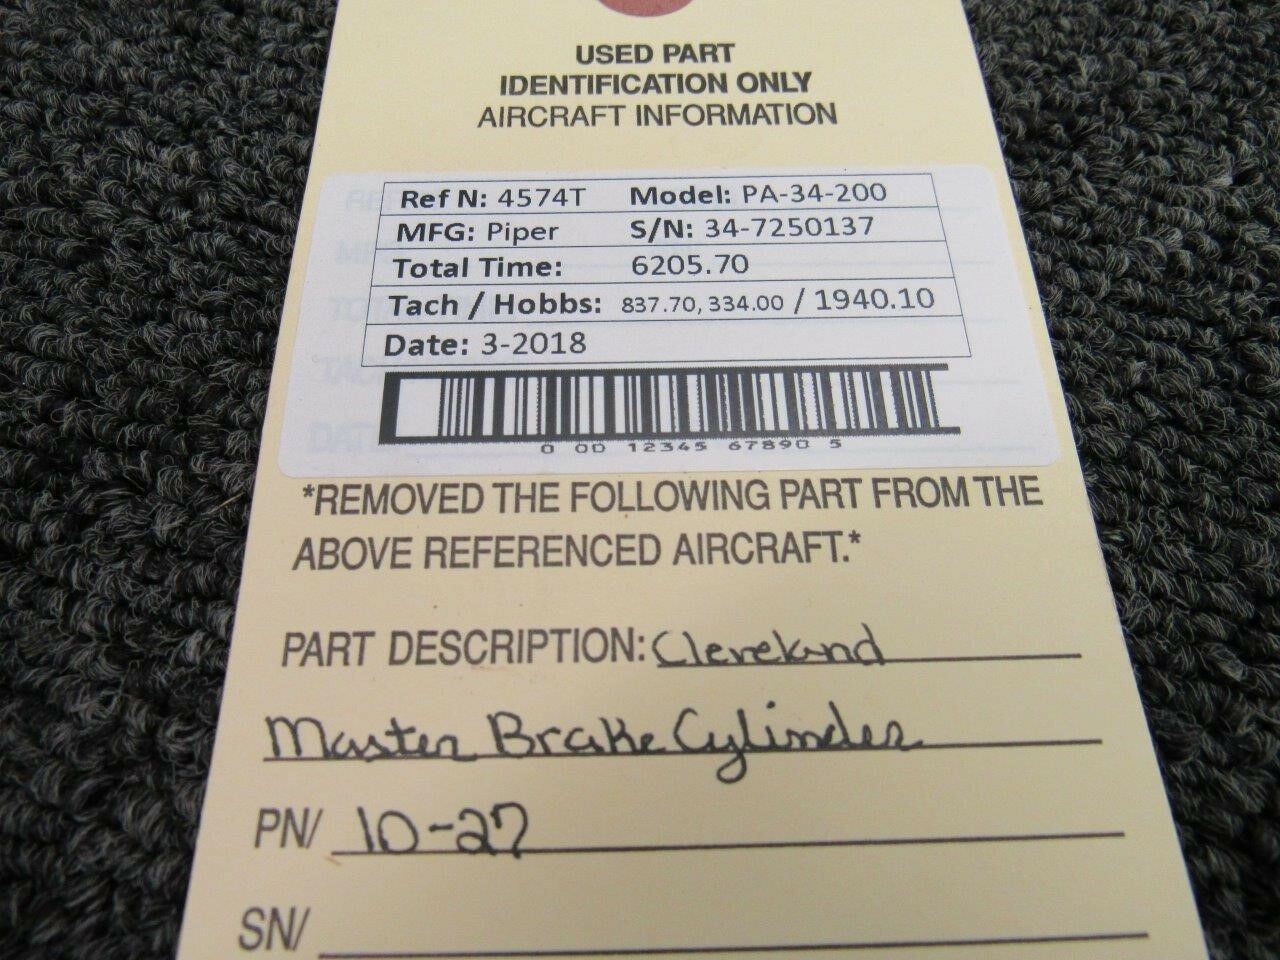 USED PART
IDENTIFICATION ONLY
AIRCRAFT INFORMATION
Ref N: 4574T Model: PA-34-200
MFG: Piper S/N: 34-7250137
Total Time: 6205.70
Tach / Hobbs: 837.70, 334.00 / 1940.10
Date: 3-2018
0 00 12345 67890 5
*REMOVED THE FOLLOWING PART FROM THE
ABOVE REFERENCED AIRCRAFT.*
PART DESCRIPTION: Cleveland
Master Brake Cylinder
PN/ 10-27
SN/